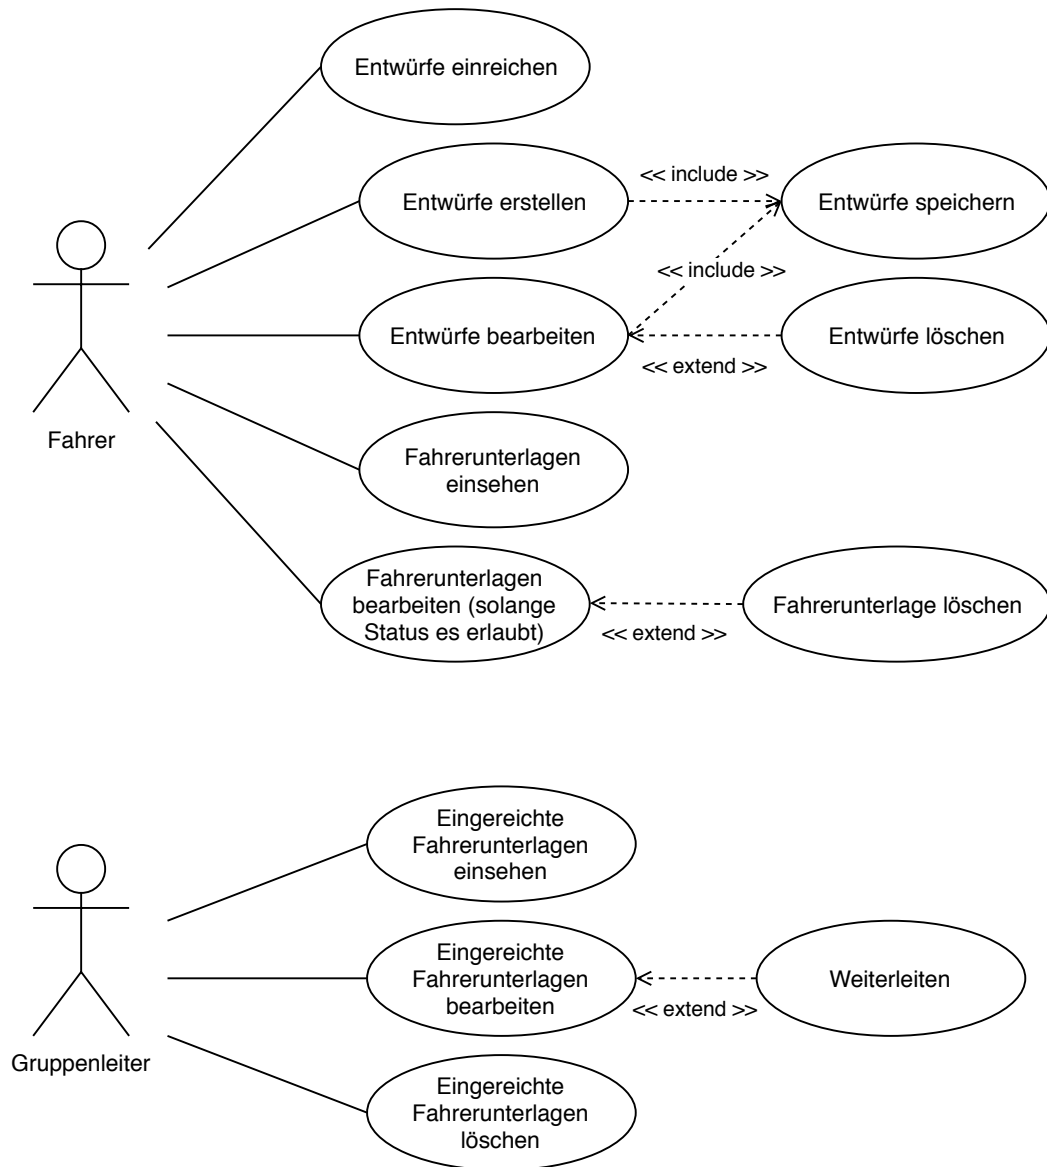 Entwürfe einreichen
Entwürfe erstellen
<< include >>
Entwürfe speichern
<< include >>
Entwürfe bearbeiten
<< extend >>
Entwürfe löschen
Fahrer
Fahrerunterlagen
einsehen
Fahrerunterlagen
bearbeiten (solange
Status es erlaubt)
<< extend >>
Fahrerunterlage löschen
Eingereichte
Fahrerunterlagen
einsehen
Eingereichte
Fahrerunterlagen
bearbeiten
<< extend >>
Weiterleiten
Gruppenleiter
Eingereichte
Fahrerunterlagen
löschen